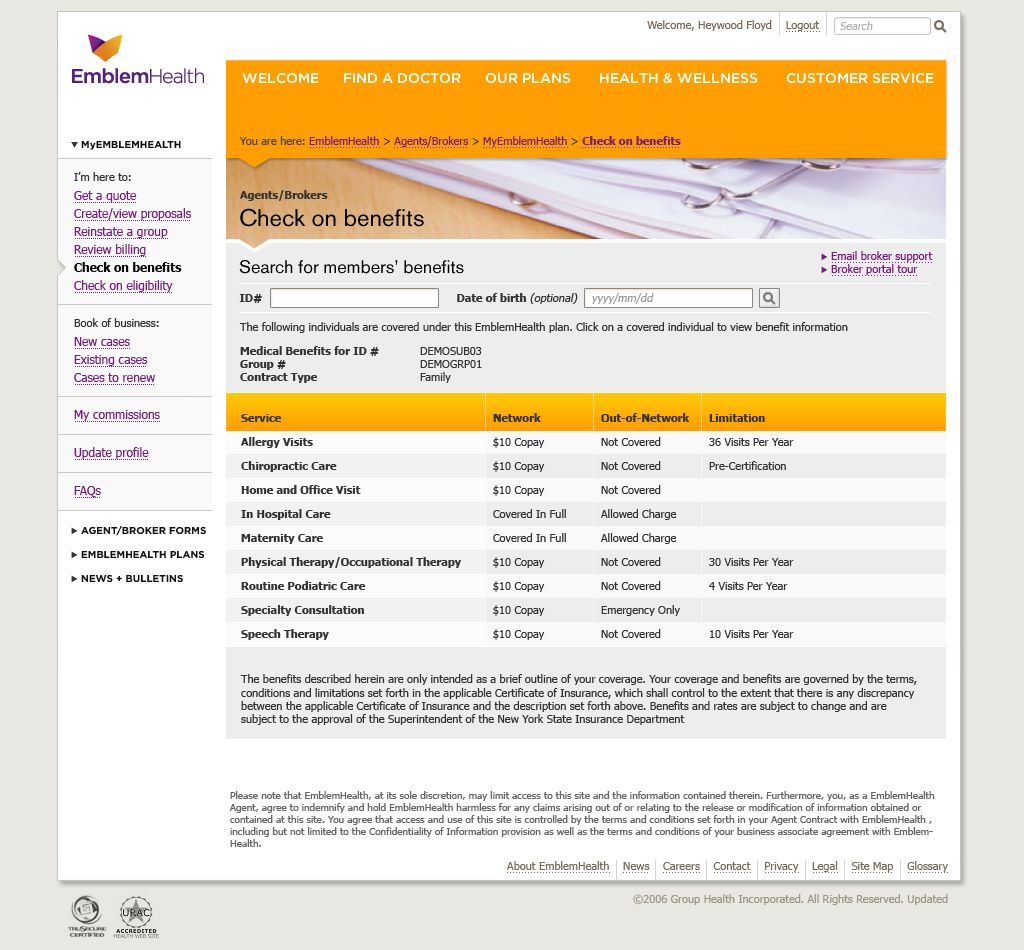 Welcome, Heywood Floyd
Logout
Search
EmblemHealth
WELCOME FIND A DOCTOR OUR PLANS HEALTH & WELLNESS CUSTOMER SERVICE
You are here: EmblemHealth > Agents/Brokers > MyEmblemHealth > Check on benefits
MyEMBLEMHEALTH
I'm here to:
Get a quote
Create/view proposals
Reinstate a group
Review billing
Check on benefits
Check on eligibility
Book of business:
New cases
Existing cases
Cases to renew
My commissions
Update profile
FAQs
AGENT/BROKER FORMS
EMBLEMHEALTH PLANS
NEWS + BULLETINS
Agents/Brokers
Check on benefits
Search for members' benefits
Email broker support
Broker portal tour
ID# Date of birth (optional) yyyy/mm/dd
The following individuals are covered under this EmblemHealth plan. Click on a covered individual to view benefit information
Medical Benefits for ID # DEMOSUB03
Group # DEMOGRP01
Contract Type Family
Service Network Out-of-Network Limitation
Allergy Visits $10 Copay Not Covered 36 Visits Per Year
Chiropractic Care $10 Copay Not Covered Pre-Certification
Home and Office Visit $10 Copay Not Covered
In Hospital Care Covered In Full Allowed Charge
Maternity Care Covered In Full Allowed Charge
Physical Therapy/Occupational Therapy $10 Copay Not Covered 30 Visits Per Year
Routine Podiatric Care $10 Copay Not Covered 4 Visits Per Year
Specialty Consultation $10 Copay Emergency Only
Speech Therapy $10 Copay Not Covered 10 Visits Per Year
The benefits described herein are only intended as a brief outline of your coverage. Your coverage and benefits are governed by the terms,
conditions and limitations set forth in the applicable Certificate of Insurance, which shall control to the extent that there is any discrepancy
between the applicable Certificate of Insurance and the description set forth above. Benefits and rates are subject to change and are
subject to the approval of the Superintendent of the New York State Insurance Department
Please note that EmblemHealth, at its sole discretion, may limit access to this site and the information contained therein. Furthermore, you, as a EmblemHealth
Agent, agree to indemnify and hold EmblemHealth harmless for any claims arising out of or relating to the release or modification of information obtained or
contained at this site. You agree that access and use of this site is controlled by the terms and conditions set forth in your Agent Contract with EmblemHealth ,
including but not limited to the Confidentiality of Information provision as well as the terms and conditions of your business associate agreement with Emblem-
Health.
About EmblemHealth News Careers Contact Privacy Legal Site Map Glossary
©2006 Group Health Incorporated. All Rights Reserved. Updated
TRUSECURE
CERTIFIED
URAC
ACCREDITED
HEALTH WEB SITE